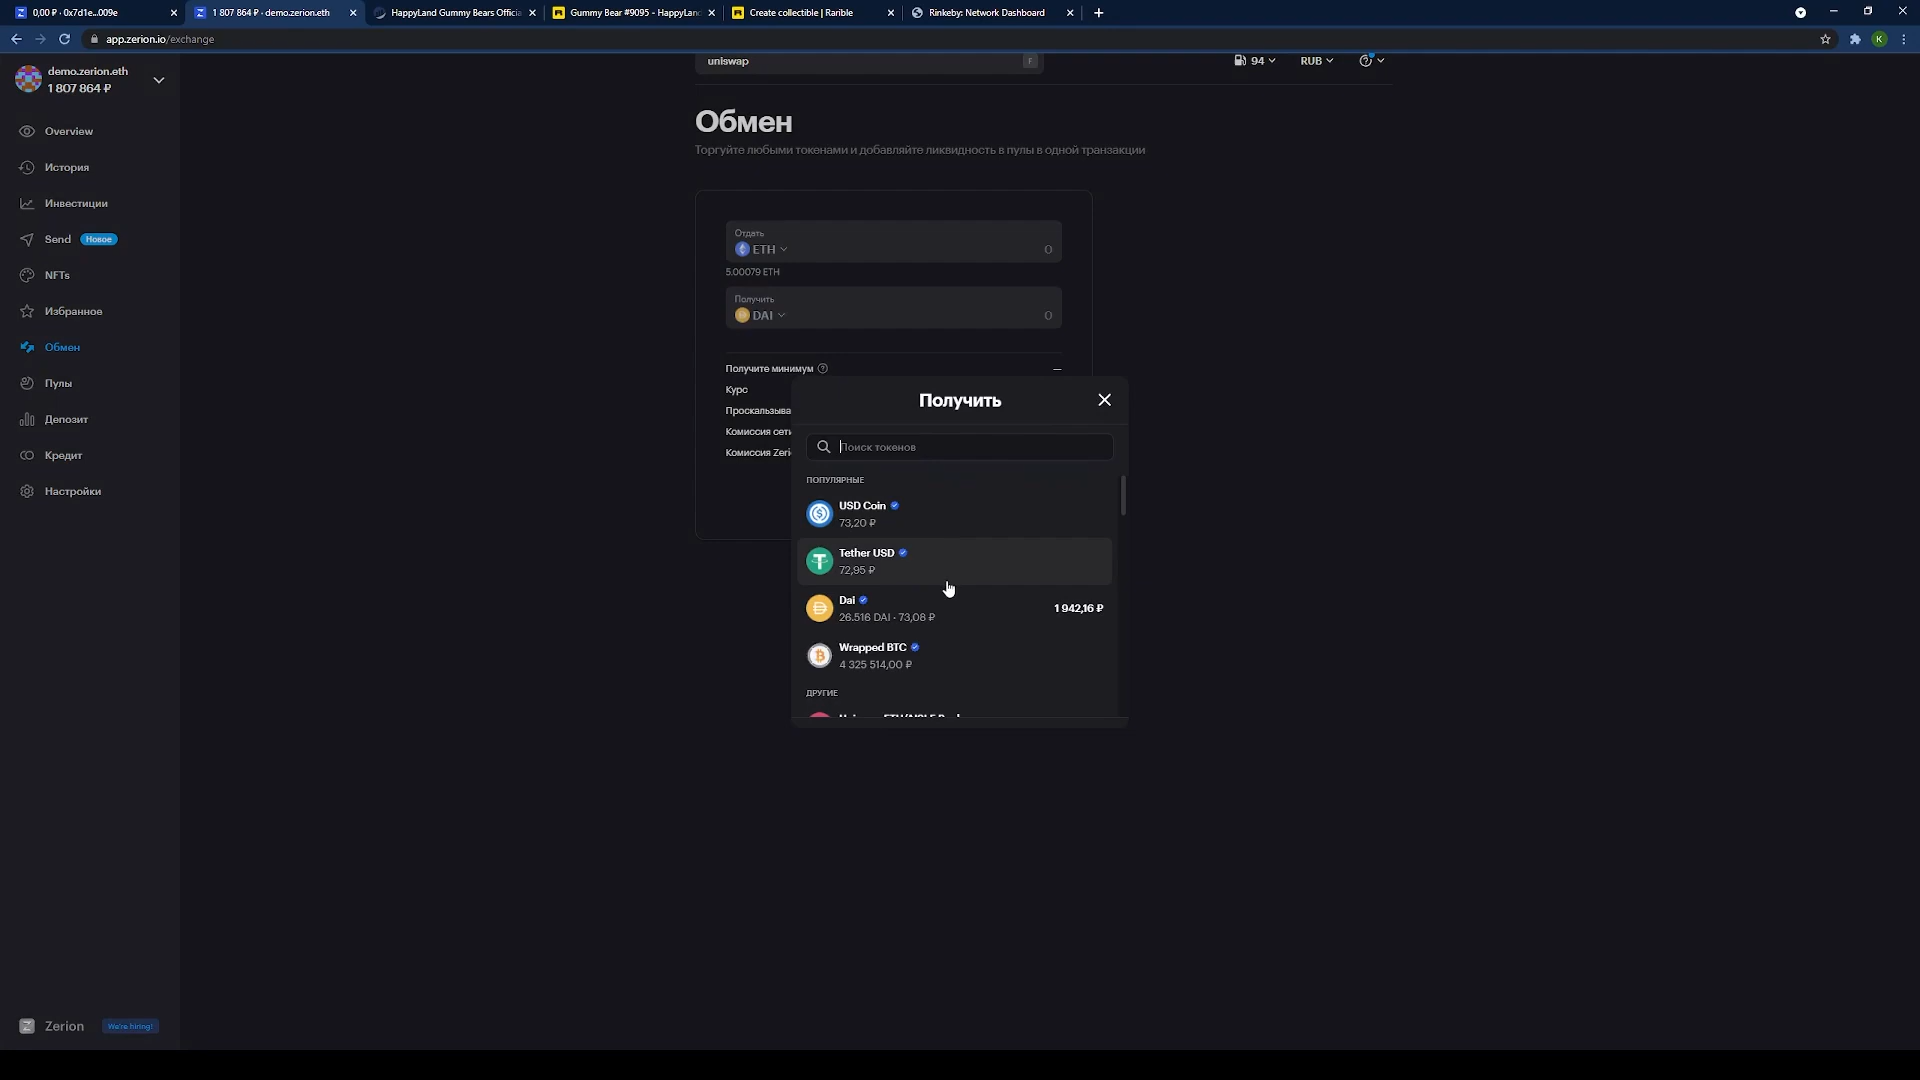 0,00 ₽ · 0x7d1e...009e
1 807 864 ₽ · demo.zerion.eth
HappyLand Gummy Bears Officia
Gummy Bear #9095 - HappyLand
Create collectible | Rarible
Rinkeby: Network Dashboard
app.zerion.io/exchange
K
demo.zerion.eth
1 807 864 ₽
uniswap
F
94
RUB
Overview
История
Инвестиции
Send Новое
NFTs
Избранное
Обмен
Пулы
Депозит
Кредит
Настройки
Zerion We're hiring!
Обмен
Торгуйте любыми токенами и добавляйте ликвидность в пулы в одной транзакции
Отдать
ETH 0
5.00079 ETH
Получить
DAI 0
Получите минимум —
Курс
Проскальзыва
Комиссия сети
Комиссия Zeri
Получить
Поиск токенов
ПОПУЛЯРНЫЕ
USD Coin
73,20 ₽
Tether USD
72,95 ₽
Dai
26.516 DAI · 73,08 ₽
1 942,16 ₽
Wrapped BTC
4 325 514,00 ₽
ДРУГИЕ